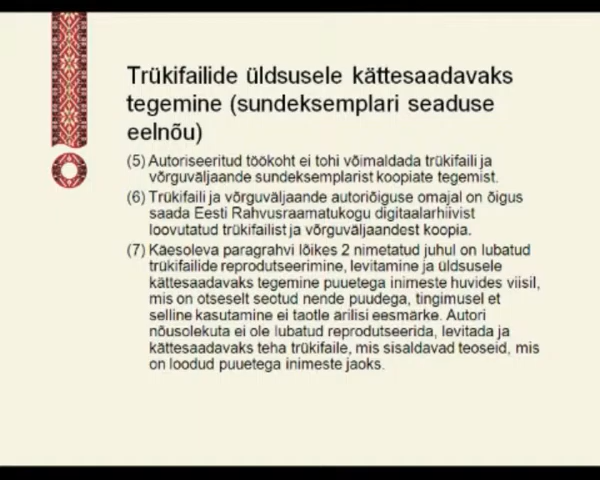 Trükifailide üldsusele kättesaadavaks
tegemine (sundeksemplari seaduse
eelnõu)
(5) Autoriseeritud töökoht ei tohi võimaldada trükifaili ja
võrguväljaande sundeksemplarist koopiate tegemist.
(6) Trükifaili ja võrguväljaande autoriõiguse omajal on õigus
saada Eesti Rahvusraamatukogu digitaalarhiivist
loovutatud trükifailist ja võrguväljaandest koopia.
(7) Käesoleva paragrahvi lõikes 2 nimetatud juhul on lubatud
trükifailide reprodutseerimine, levitamine ja üldsusele
kättesaadavaks tegemine puuetega inimeste huvides viisil,
mis on otseselt seotud nende puudega, tingimusel et
selline kasutamine ei taotle ärilisi eesmärke. Autori
nõusolekuta ei ole lubatud reprodutseerida, levitada ja
kättesaadavaks teha trükifaile, mis sisaldavad teoseid, mis
on loodud puuetega inimeste jaoks.